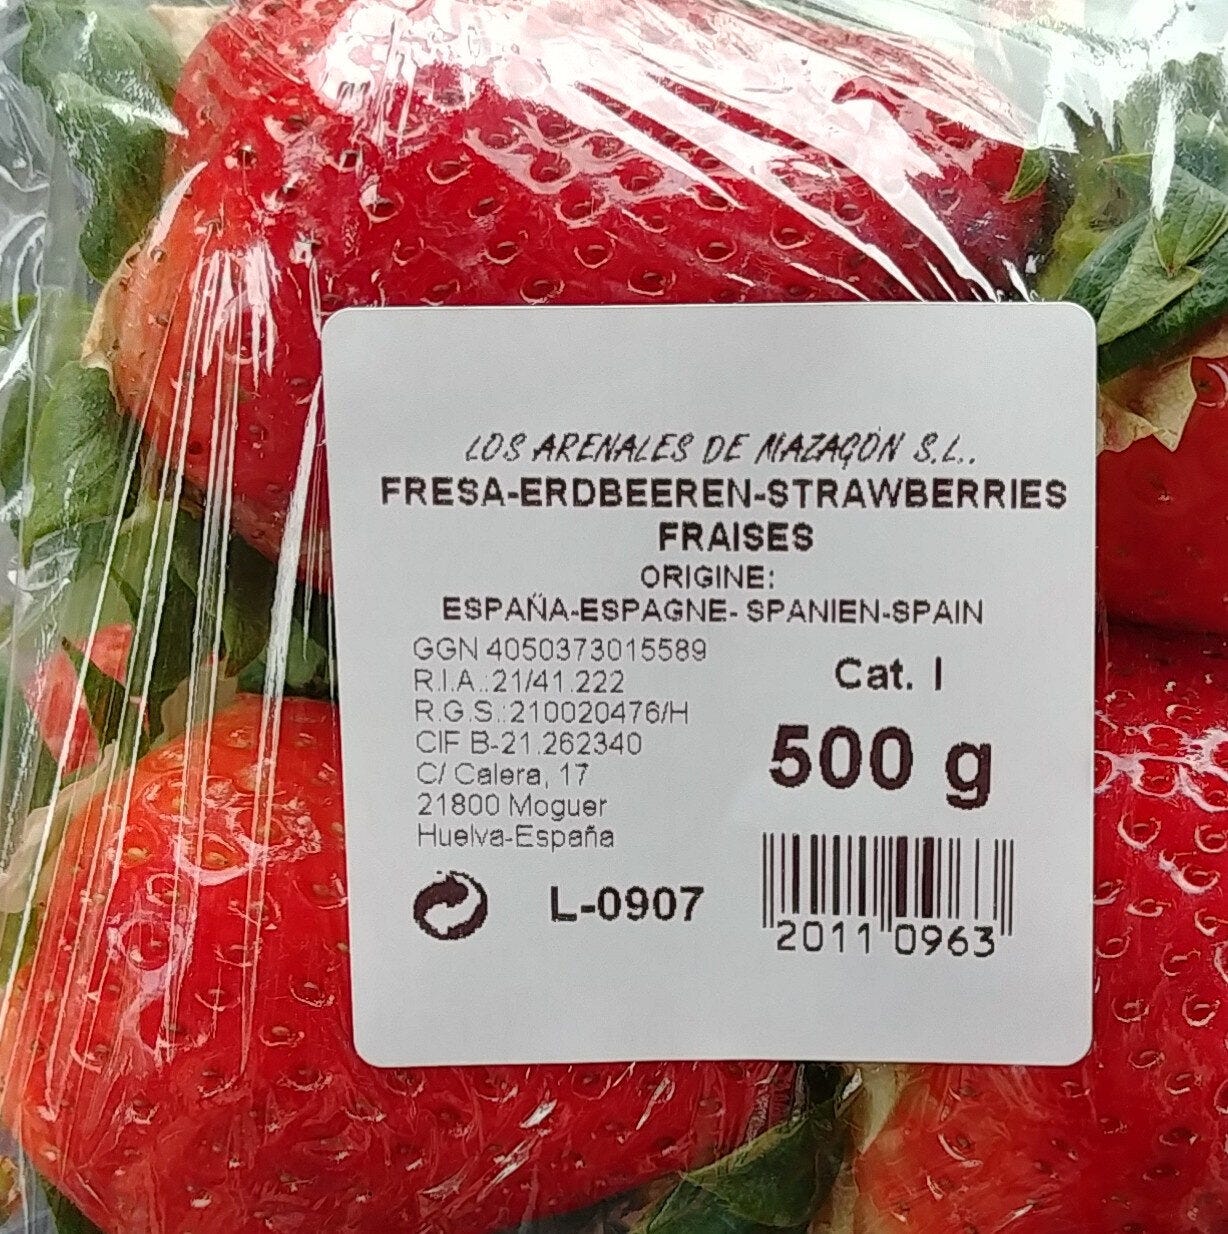 LOS ARENALES DE MAZAGÓN S.L..
FRESA-ERDBEEREN-STRAWBERRIES
FRAISES
ORIGINE:
ESPAÑA-ESPAGNE- SPANIEN-SPAIN
GGN 4050373015589
R.I.A.:21/41.222
R.G.S.:210020476/H
CIF B-21.262340
C/ Calera, 17
21800 Moguer
Huelva-España
Cat. I
500 g
L-0907
2011 0963